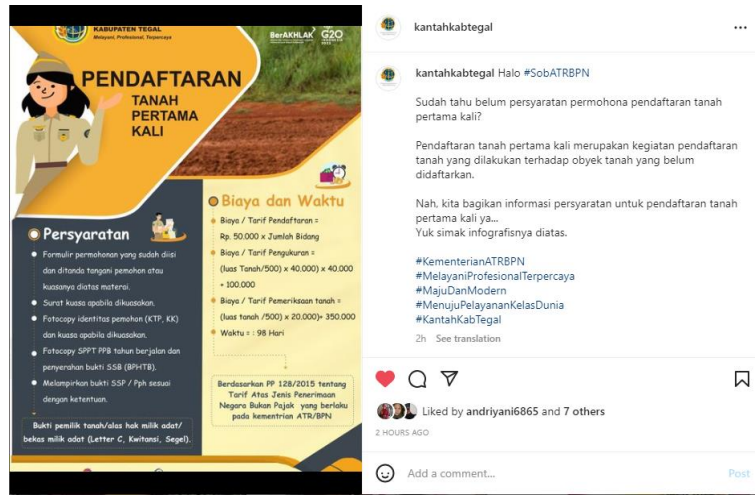 KABUPATEN TEGAL
Melayani, Profesional, Terpercaya
BerAKHLAK
G20
PENDAFTARAN
TANAH
PERTAMA
KALI
Persyaratan
Formulir permohonan yang sudah diisi
dan ditanda tangani pemohon atau
kuasanya diatas materai.
Surat kuasa apabila dikuasakan.
Fotocopy identitas pemohon (KTP, KK)
dan kuasa apabila dikuasakan.
Fotocopy SPPT PPB tahun berjalan dan
penyerahan bukti SSB (BPHTB).
Melampirkan bukti SSP / Pph sesuai
dengan ketentuan.
Bukti pemilik tanah/alas hak milik adat/
bekas milik adat (Letter C, Kwitansi, Segel).
Biaya dan Waktu
Biaya / Tarif Pendaftaran =
Rp. 50.000 x Jumlah Bidang
Biaya / Tarif Pengukuran =
(luas Tanah/500) x 40.000) x 40.000
+ 100.000
Biaya / Tarif Pemeriksaan tanah =
(luas tanah /500) x 20.000)+ 350.000
Waktu = : 98 Hari
Berdasarkan PP 128/2015 tentang
Tarif Atas Jenis Penerimaan
Negara Bukan Pajak yang berlaku
pada kementrian ATR/BPN
kantahkabtegal
kantahkabtegal Halo #SobATRBPN
Sudah tahu belum persyaratan permohona pendaftaran tanah
pertama kali?
Pendaftaran tanah pertama kali merupakan kegiatan pendaftaran
tanah yang dilakukan terhadap obyek tanah yang belum
didaftarkan.
Nah, kita bagikan informasi persyaratan untuk pendaftaran tanah
pertama kali ya...
Yuk simak infografisnya diatas.
#KementerianATRBPN
#MelayaniProfesionalTerpercaya
#MajuDanModern
#MenujuPelayananKelasDunia
#KantahKabTegal
2h See translation
Liked by andriyani6865 and 7 others
2 HOURS AGO
Add a comment...
Post